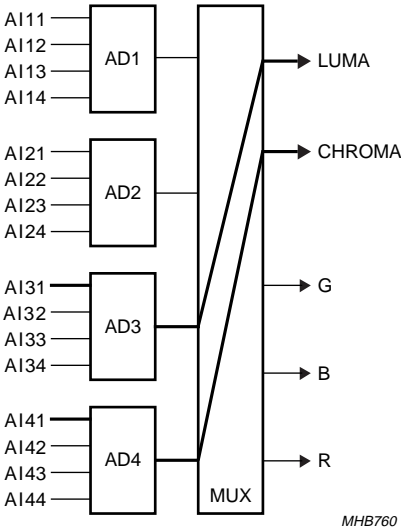 AI11
AI12
AI13
AI14
AD1
AI21
AI22
AI23
AI24
AD2
AI31
AI32
AI33
AI34
AD3
AI41
AI42
AI43
AI44
AD4
MUX
LUMA
CHROMA
G
B
R
MHB760